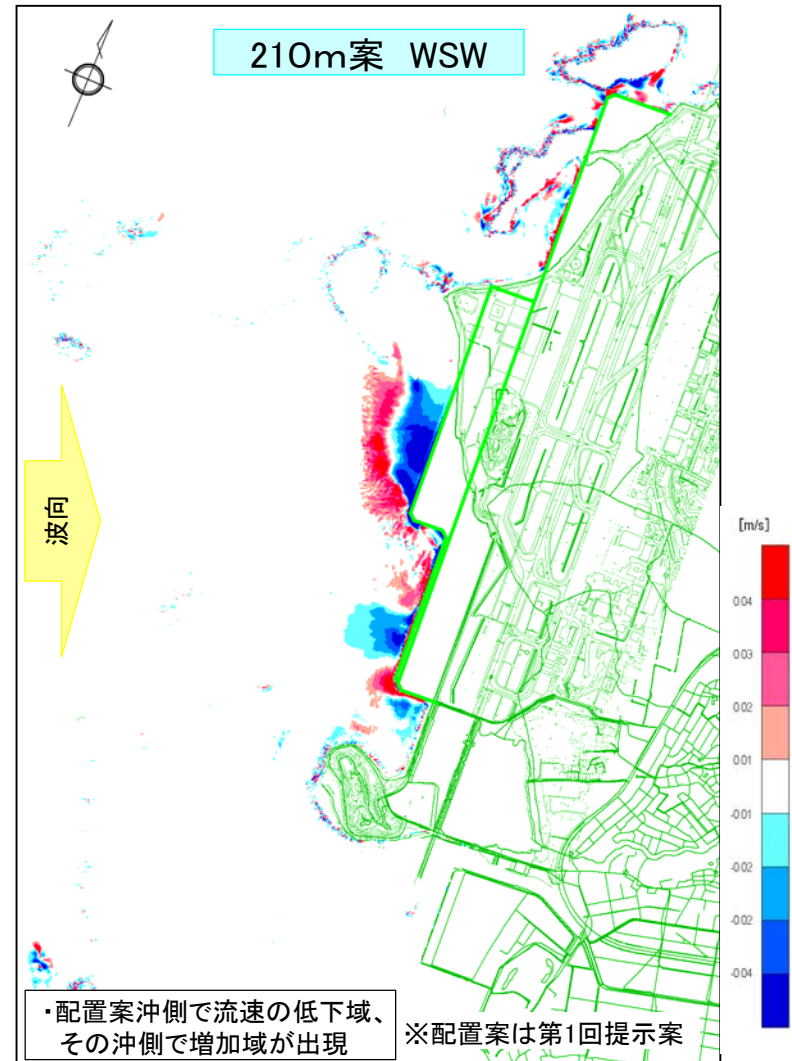 210m案 WSW
波向
[m/s]
0.04
0.03
0.02
0.01
-0.01
-0.02
-0.02
-0.04
・配置案沖側で流速の低下域、
その沖側で増加域が出現
※配置案は第1回提示案